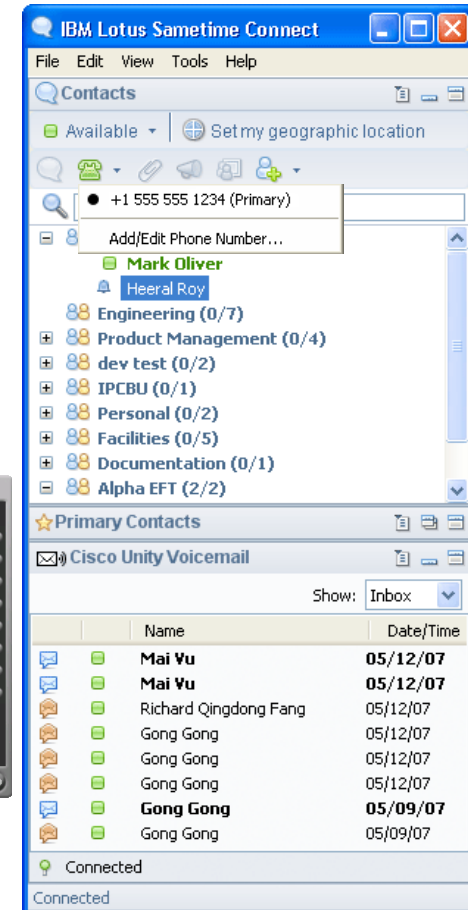 IBM Lotus Sametime Connect
File Edit View Tools Help
Contacts
Available Set my geographic location
+1 555 555 1234 (Primary)
Add/Edit Phone Number...
Mark Oliver
Heeral Roy
Engineering (0/7)
Product Management (0/4)
dev test (0/2)
IPCBU (0/1)
Personal (0/2)
Facilities (0/5)
Documentation (0/1)
Alpha EFT (2/2)
Primary Contacts
Cisco Unity Voicemail
Show: Inbox
Name Date/Time
Mai Vu 05/12/07
Mai Vu 05/12/07
Richard Qingdong Fang 05/12/07
Gong Gong 05/12/07
Gong Gong 05/12/07
Gong Gong 05/12/07
Gong Gong 05/09/07
Gong Gong 05/09/07
Connected
Connected